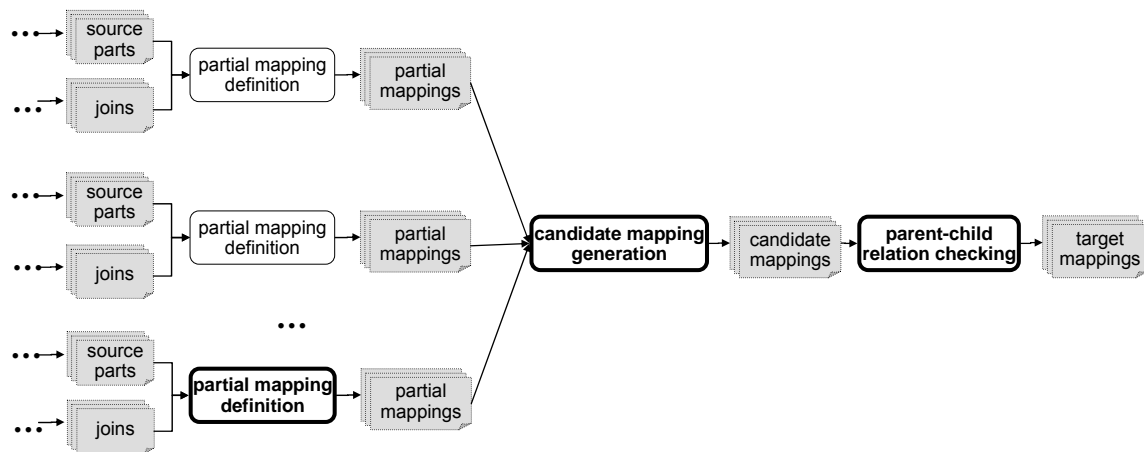 source
parts
joins
partial mapping
definition
partial
mappings
source
parts
joins
partial mapping
definition
partial
mappings
source
parts
joins
partial mapping
definition
partial
mappings
...
candidate mapping
generation
candidate
mappings
parent-child
relation checking
target
mappings